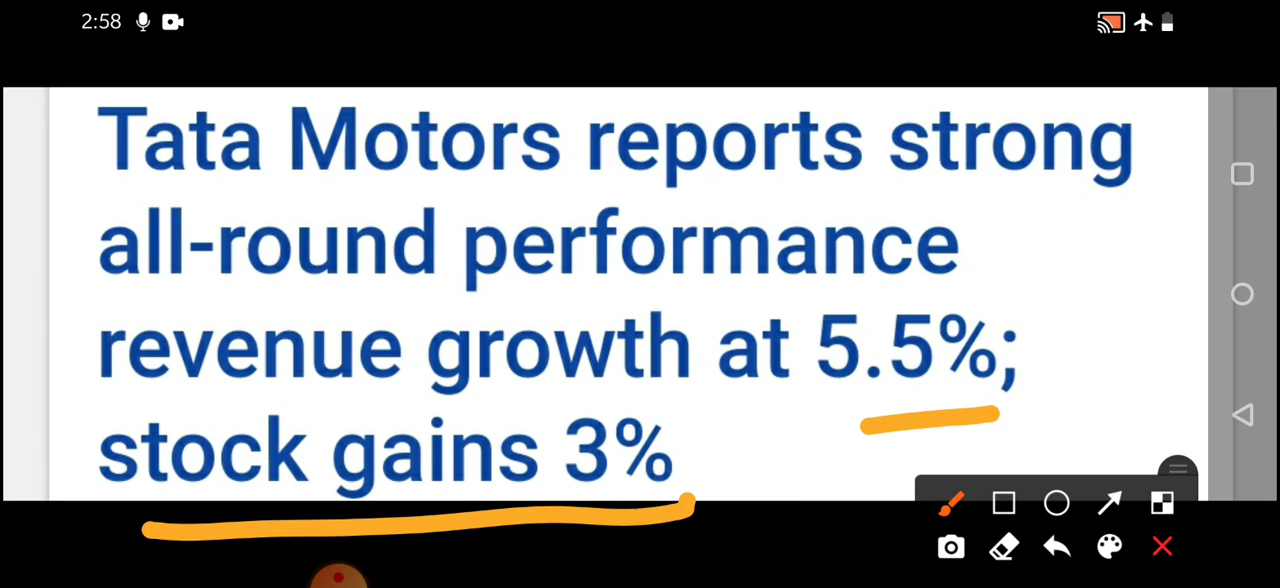 2:58
Tata Motors reports strong
all-round performance
revenue growth at 5.5%;
stock gains 3%